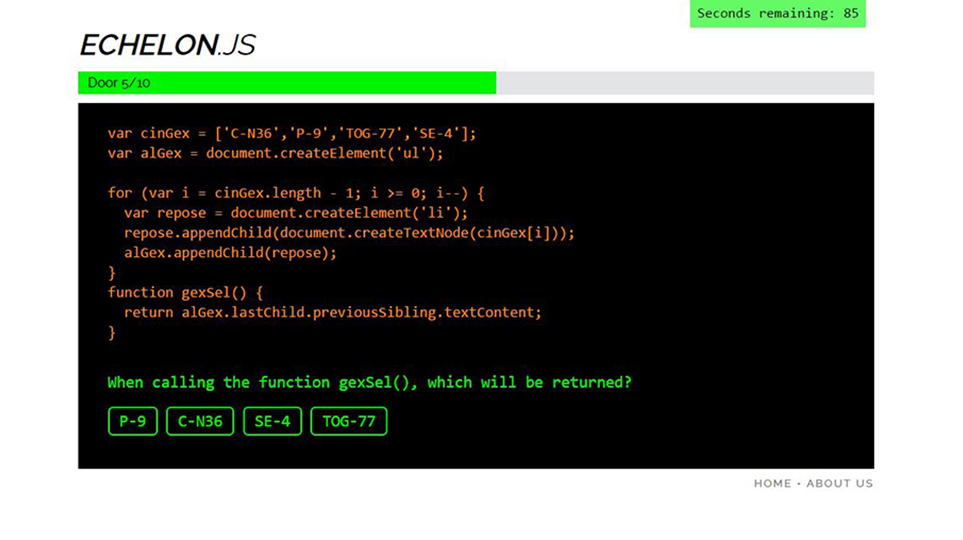 Seconds remaining: 85
ECHELON.JS
Door 5/10
var cinGex = ['C-N36','P-9','TOG-77','SE-4'];
var alGex = document.createElement('ul');
for (var i = cinGex.length - 1; i >= 0; i--) {
var repose = document.createElement('li');
repose.appendChild(document.createTextNode(cinGex[i]));
alGex.appendChild(repose);
}
function gexSel() {
return alGex.lastChild.previousSibling.textContent;
}
When calling the function gexSel(), which will be returned?
P-9 C-N36 SE-4 TOG-77
HOME • ABOUT US